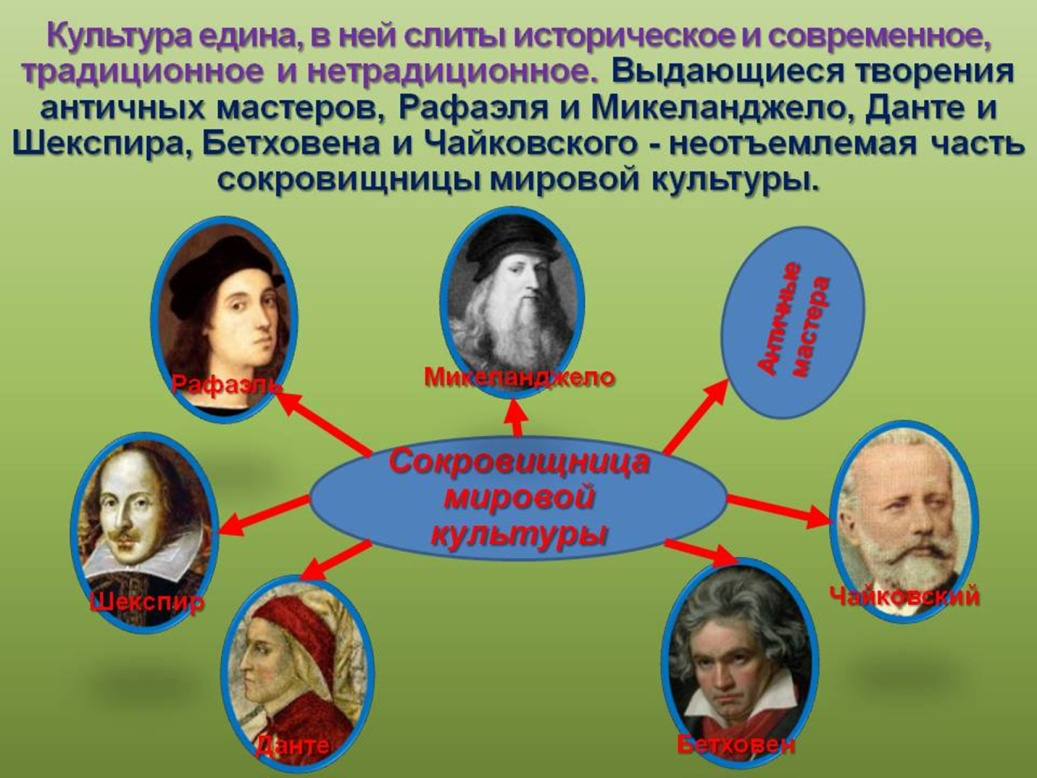 Культура едина, в ней слиты историческое и современное,
традиционное и нетрадиционное. Выдающиеся творения
античных мастеров, Рафаэля и Микеланджело, Данте и
Шекспира, Бетховена и Чайковского - неотъемлемая часть
сокровищницы мировой культуры.
Рафаэль
Микеланджело
Античные
мастера
Сокровищница
мировой
культуры
Шекспир
Чайковский
Данте
Бетховен